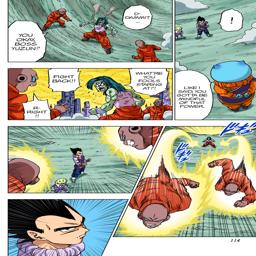 !
D-
DAMMIT
...
YOU
OKAY,
BOSS
YUZUN?
LIKE I
SAID, YOU
GOTTA BE
MINDFUL
OF THAT
POWER.
WHAT'RE
YOU
FOOLS
STARING
AT?!
FIGHT
BACK!!
R-
RIGHT
!!
114